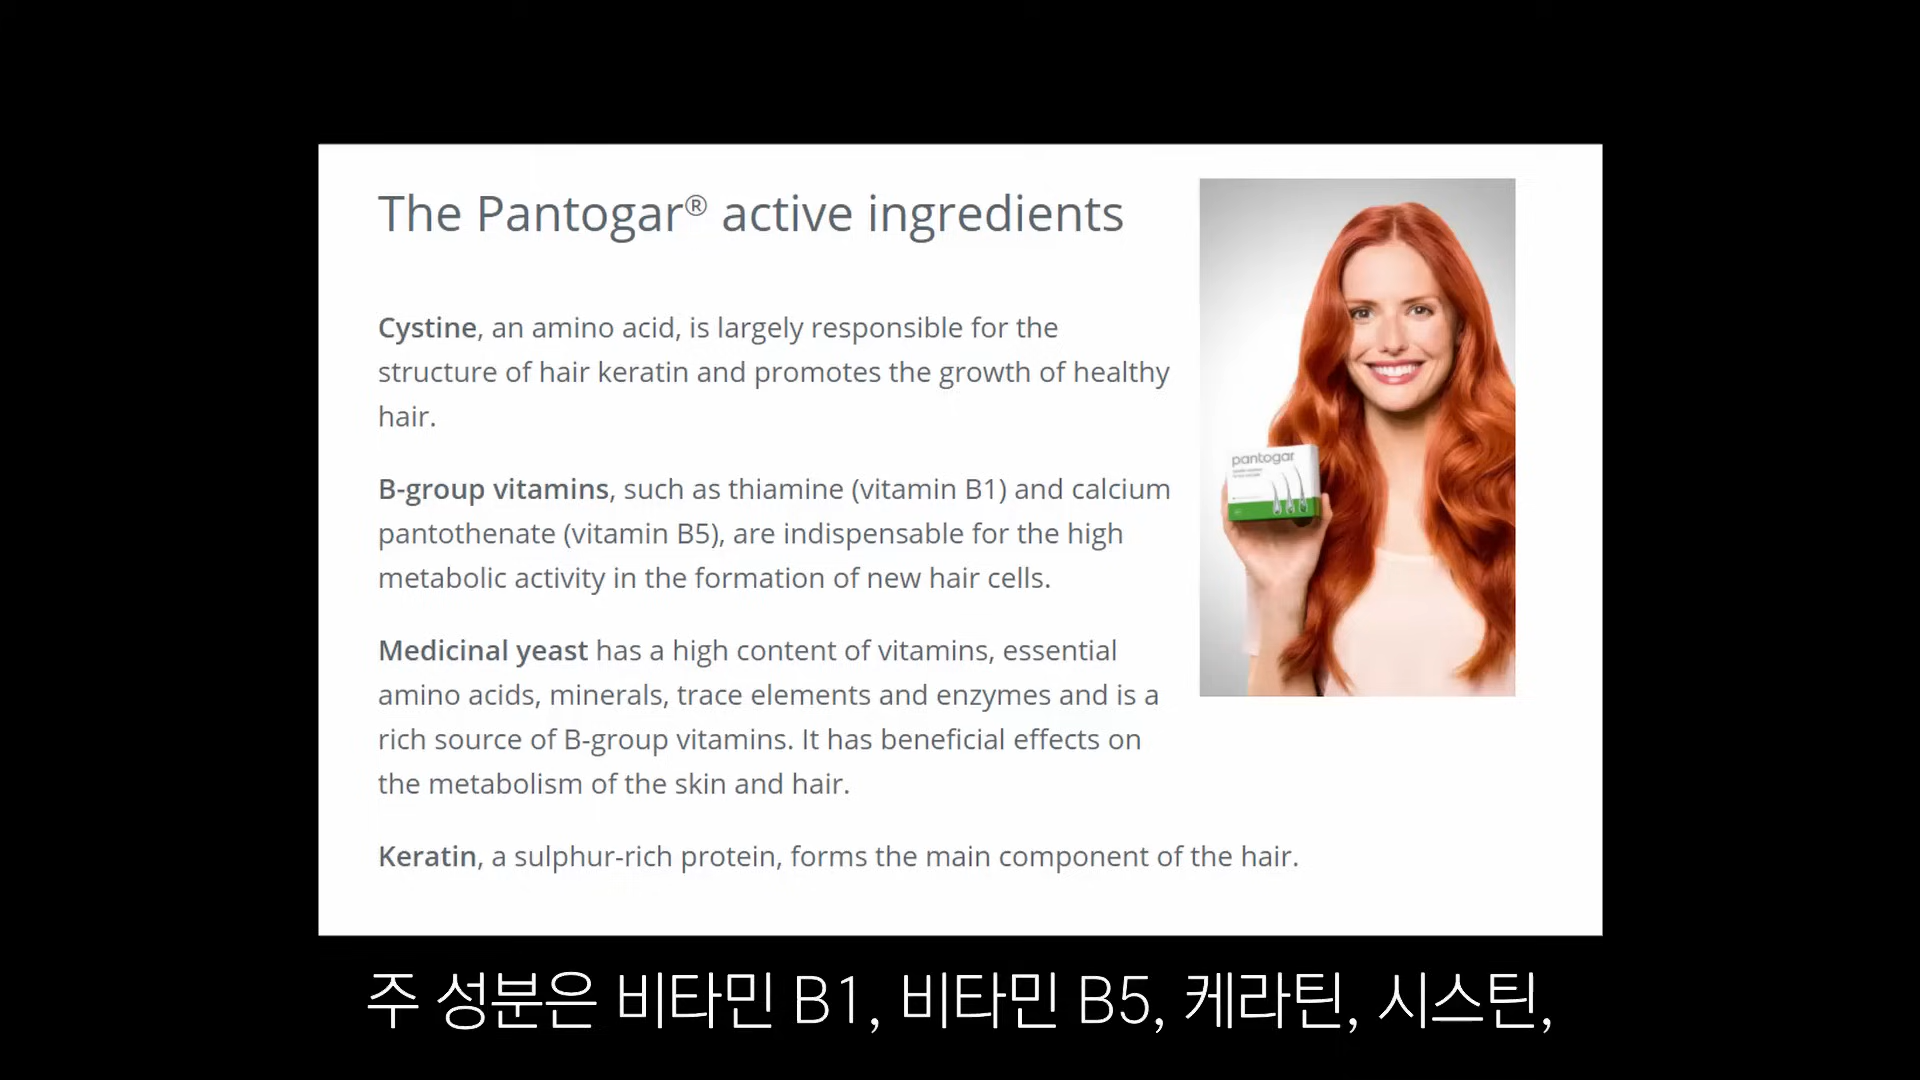 The Pantogar® active ingredients
Cystine, an amino acid, is largely responsible for the
structure of hair keratin and promotes the growth of healthy
hair.
B-group vitamins, such as thiamine (vitamin B1) and calcium
pantothenate (vitamin B5), are indispensable for the high
metabolic activity in the formation of new hair cells.
Medicinal yeast has a high content of vitamins, essential
amino acids, minerals, trace elements and enzymes and is a
rich source of B-group vitamins. It has beneficial effects on
the metabolism of the skin and hair.
Keratin, a sulphur-rich protein, forms the main component of the hair.
pantogar
주 성분은 비타민 B1, 비타민 B5, 케라틴, 시스틴,